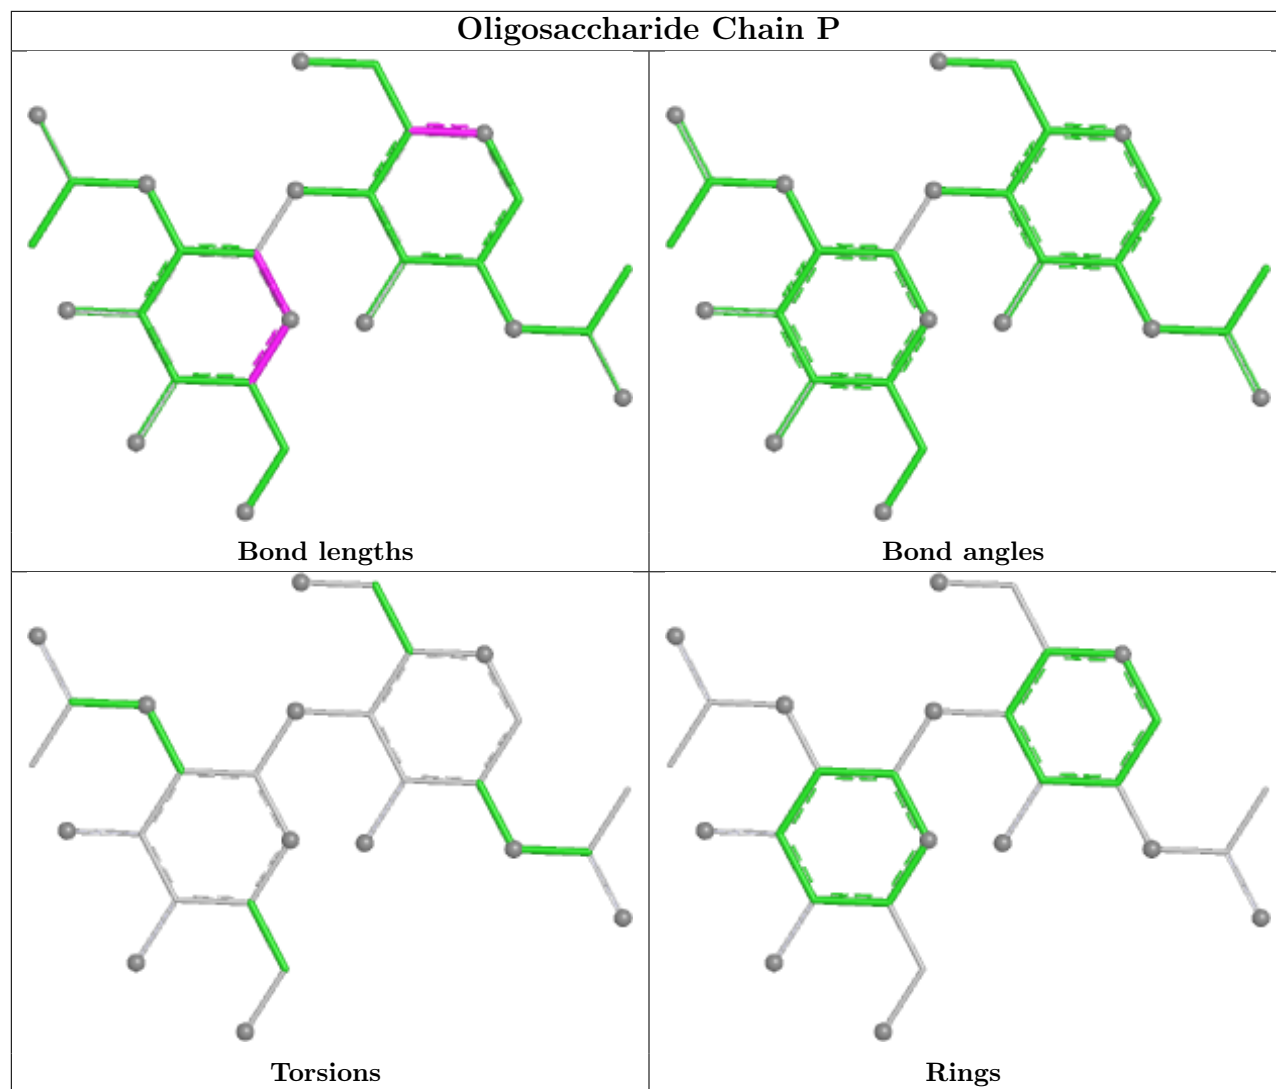 Oligosaccharide Chain P
Bond lengths
Bond angles
Torsions
Rings